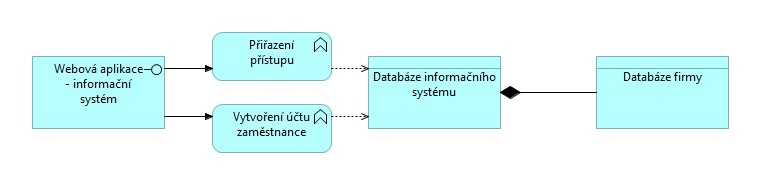 Webová aplikace
- informační
systém
Přiřazení
přístupu
Vytvoření účtu
zaměstnance
Databáze informačního
systému
Databáze firmy